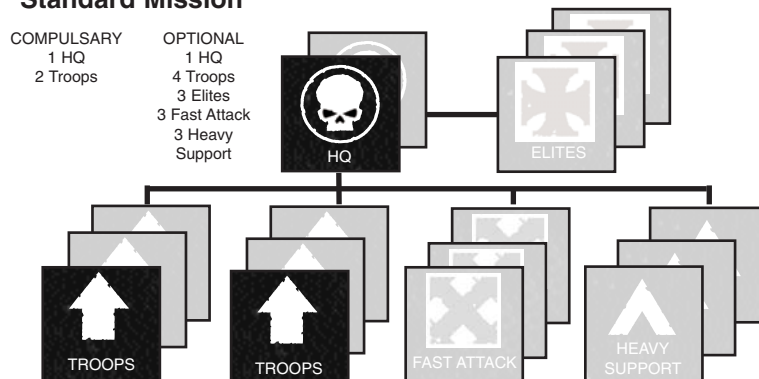 Standard Mission
COMPULSARY
1 HQ
2 Troops
OPTIONAL
1 HQ
4 Troops
3 Elites
3 Fast Attack
3 Heavy
Support
HQ
ELITES
TROOPS
TROOPS
FAST ATTACK
HEAVY
SUPPORT